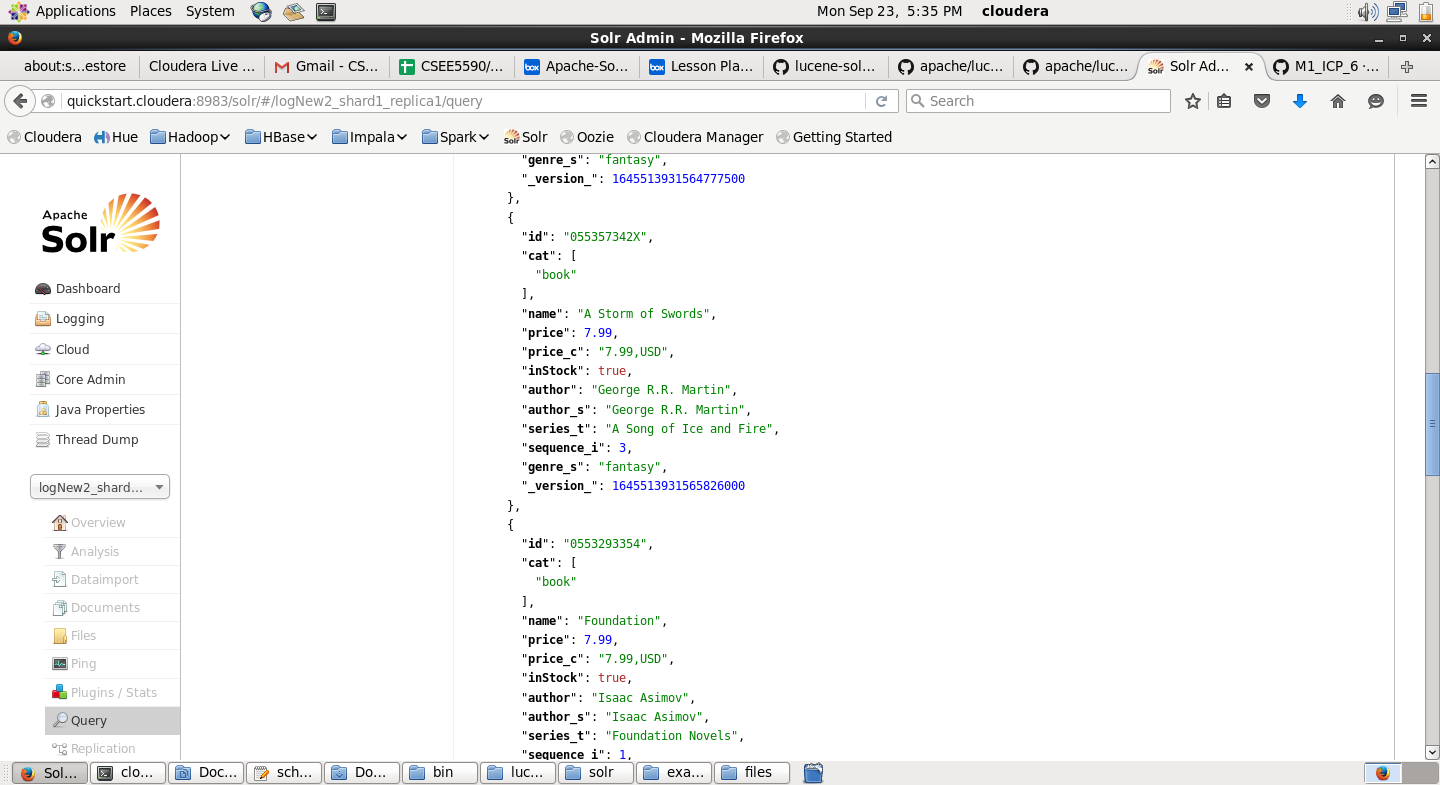 Applications Places System Mon Sep 23, 5:35 PM cloudera
Solr Admin - Mozilla Firefox
about:s...estore Cloudera Live ... Gmail - CS... CSEE5590/... Apache-So... Lesson Pla... lucene-sol... apache/luc... apache/luc... Solr Ad... M1_ICP_6 ·...
quickstart.cloudera:8983/solr/#/logNew2_shard1_replica1/query Search
Cloudera Hue Hadoop HBase Impala Spark Solr Oozie Cloudera Manager Getting Started
Apache
Solr
Dashboard
Logging
Cloud
Core Admin
Java Properties
Thread Dump
logNew2_shard...
Overview
Analysis
Dataimport
Documents
Files
Ping
Plugins / Stats
Query
Replication
"genre_s": "fantasy",
"_version_": 1645513931564777500
},
{
"id": "055357342X",
"cat": [
"book"
],
"name": "A Storm of Swords",
"price": 7.99,
"price_c": "7.99,USD",
"inStock": true,
"author": "George R.R. Martin",
"author_s": "George R.R. Martin",
"series_t": "A Song of Ice and Fire",
"sequence_i": 3,
"genre_s": "fantasy",
"_version_": 1645513931565826000
},
{
"id": "0553293354",
"cat": [
"book"
],
"name": "Foundation",
"price": 7.99,
"price_c": "7.99,USD",
"inStock": true,
"author": "Isaac Asimov",
"author_s": "Isaac Asimov",
"series_t": "Foundation Novels",
"sequence_i": 1,
Sol... clo... Doc... sch... Do... bin luc... solr exa... files